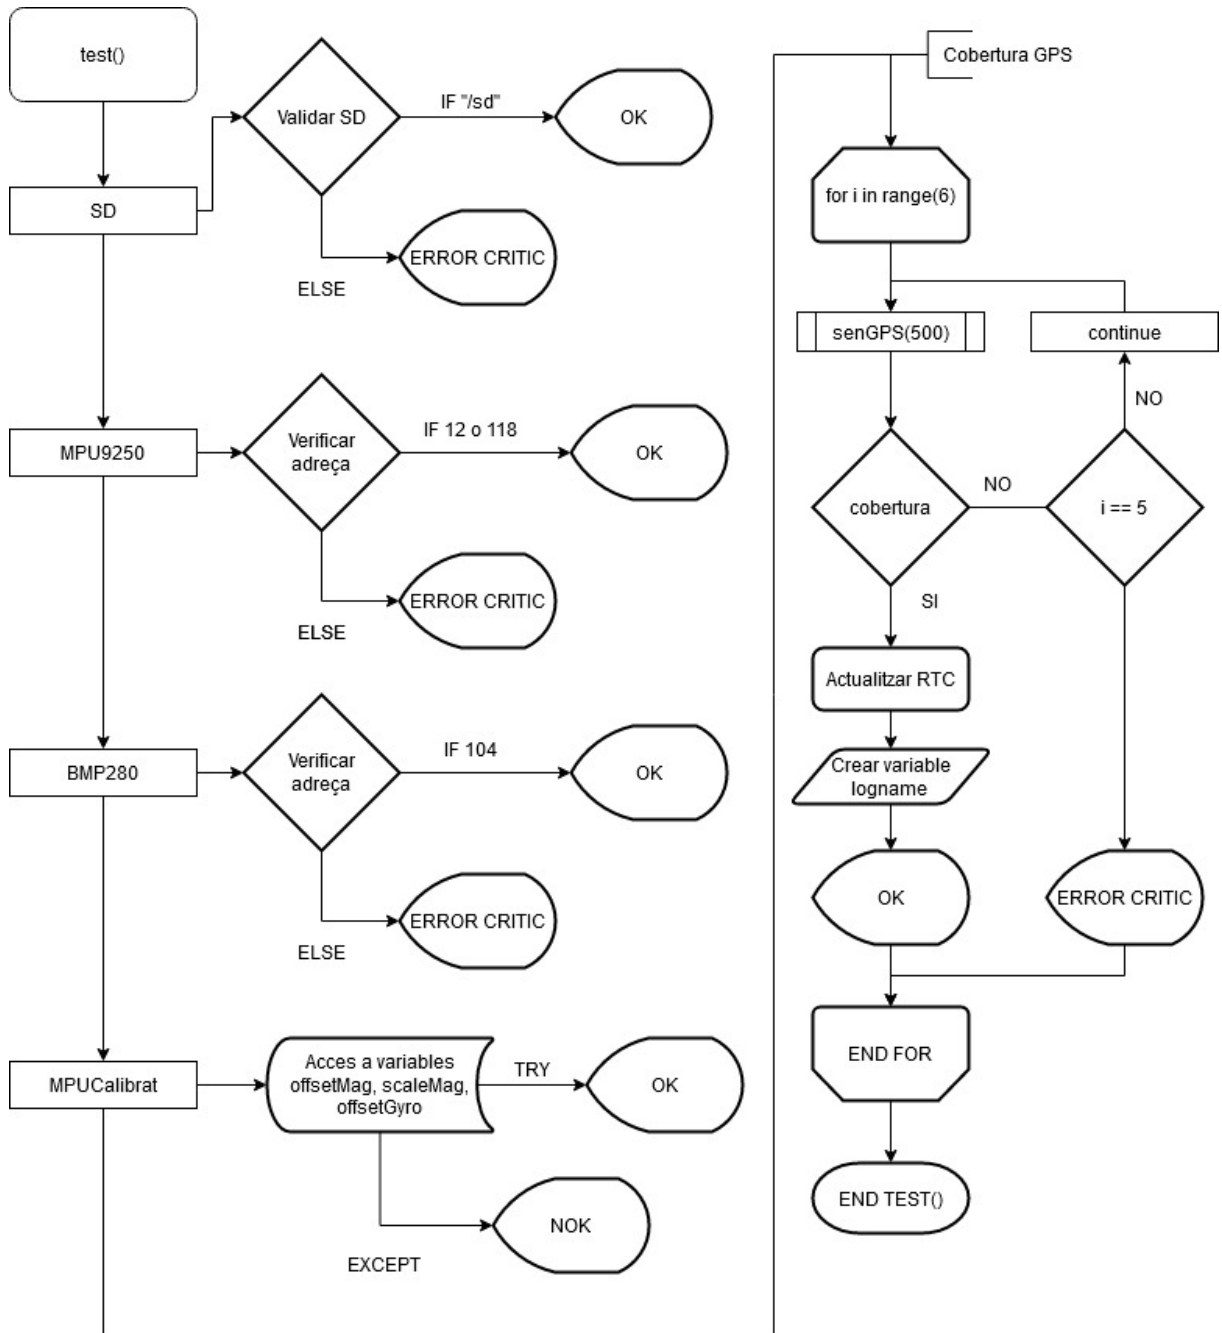 test()
SD
Validar SD
IF "/sd"
OK
ELSE
ERROR CRITIC
MPU9250
Verificar
adreça
IF 12 o 118
OK
ELSE
ERROR CRITIC
BMP280
Verificar
adreça
IF 104
OK
ELSE
ERROR CRITIC
MPUCalibrat
Acces a variables
offsetMag, scaleMag,
offsetGyro
TRY
OK
EXCEPT
NOK
Cobertura GPS
for i in range(6)
senGPS(500)
continue
NO
cobertura
NO
i == 5
SI
Actualitzar RTC
Crear variable
logname
OK
ERROR CRITIC
END FOR
END TEST()